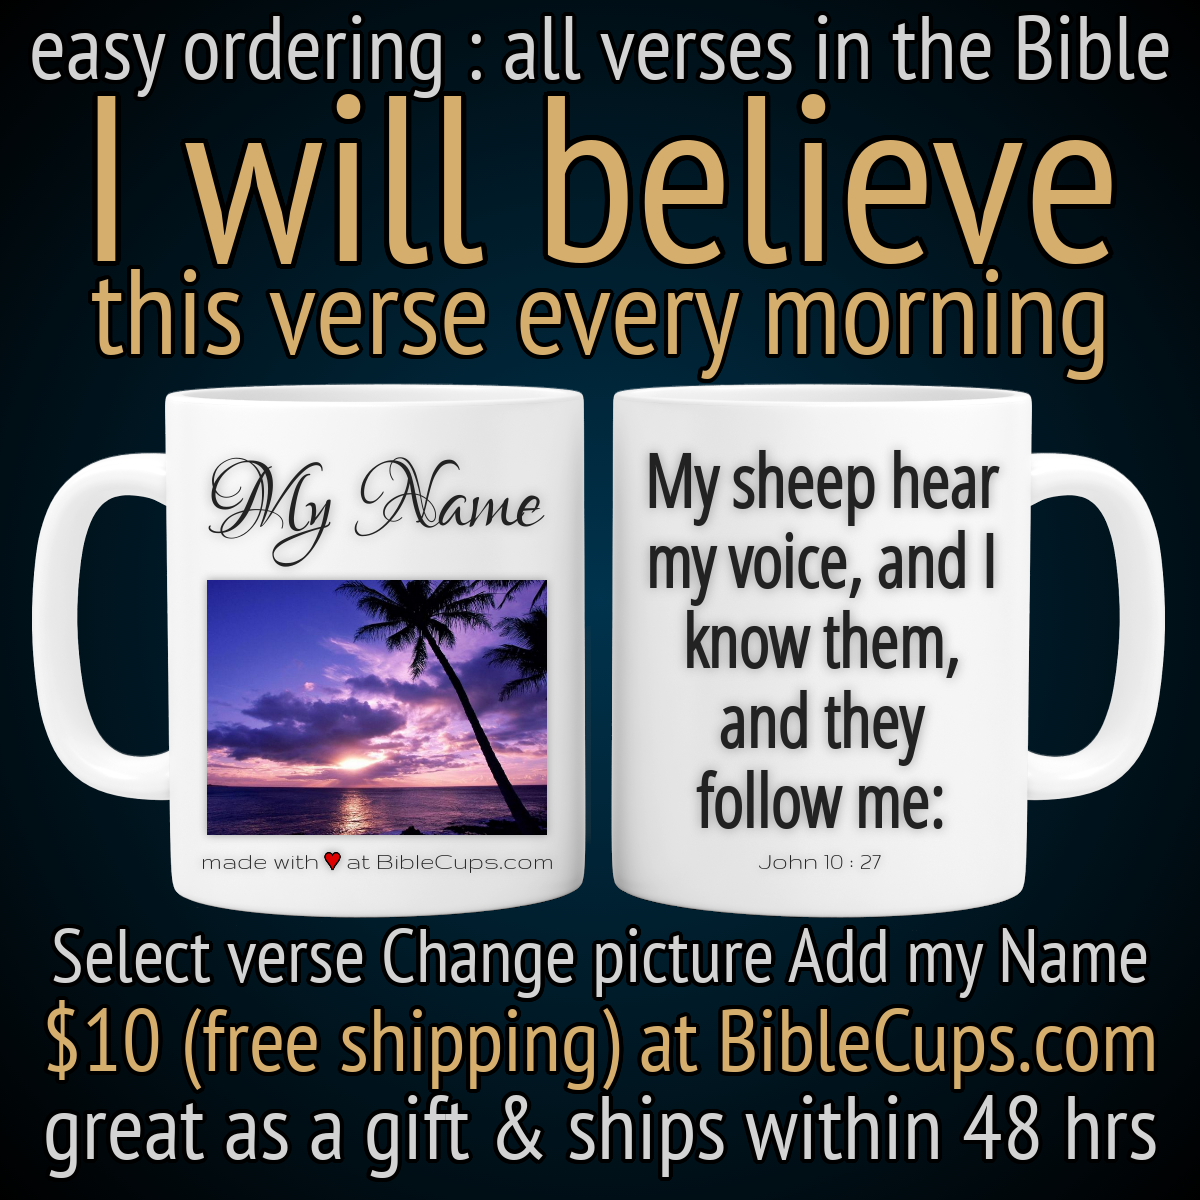 easy ordering : all verses in the Bible
I will believe
this verse every morning
My Name
made with ❤ at BibleCups.com
My sheep hear
my voice, and I
know them,
and they
follow me:
John 10 : 27
Select verse Change picture Add my Name
$10 (free shipping) at BibleCups.com
great as a gift & ships within 48 hrs